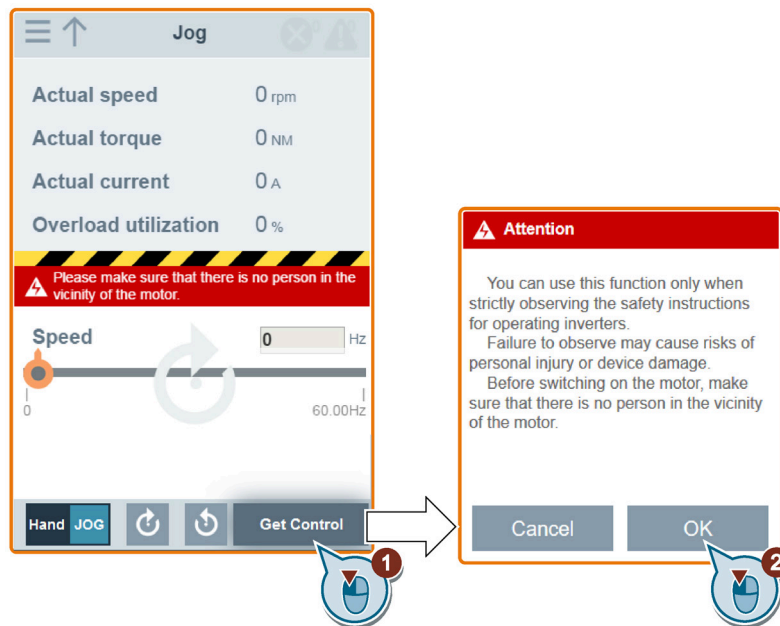 Jog
Actual speed 0 rpm
Actual torque 0 NM
Actual current 0 A
Overload utilization 0 %
Please make sure that there is no person in the
vicinity of the motor.
Speed 0 Hz
0 60.00Hz
Hand JOG Get Control
1
Attention
You can use this function only when
strictly observing the safety instructions
for operating inverters.
Failure to observe may cause risks of
personal injury or device damage.
Before switching on the motor, make
sure that there is no person in the vicinity
of the motor.
Cancel OK
2